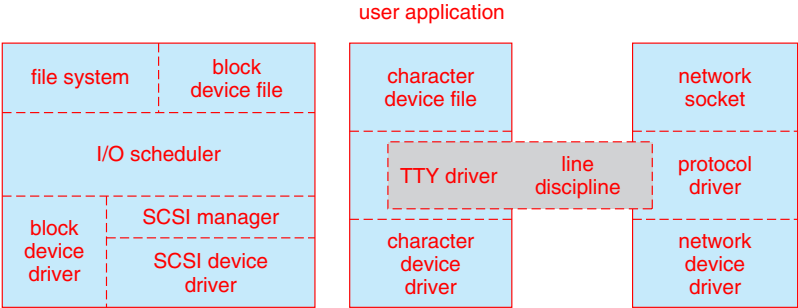 user application
file system
block
device file
I/O scheduler
block
device
driver
SCSI manager
SCSI device
driver
character
device file
TTY driver
line
discipline
character
device
driver
network
socket
protocol
driver
network
device
driver